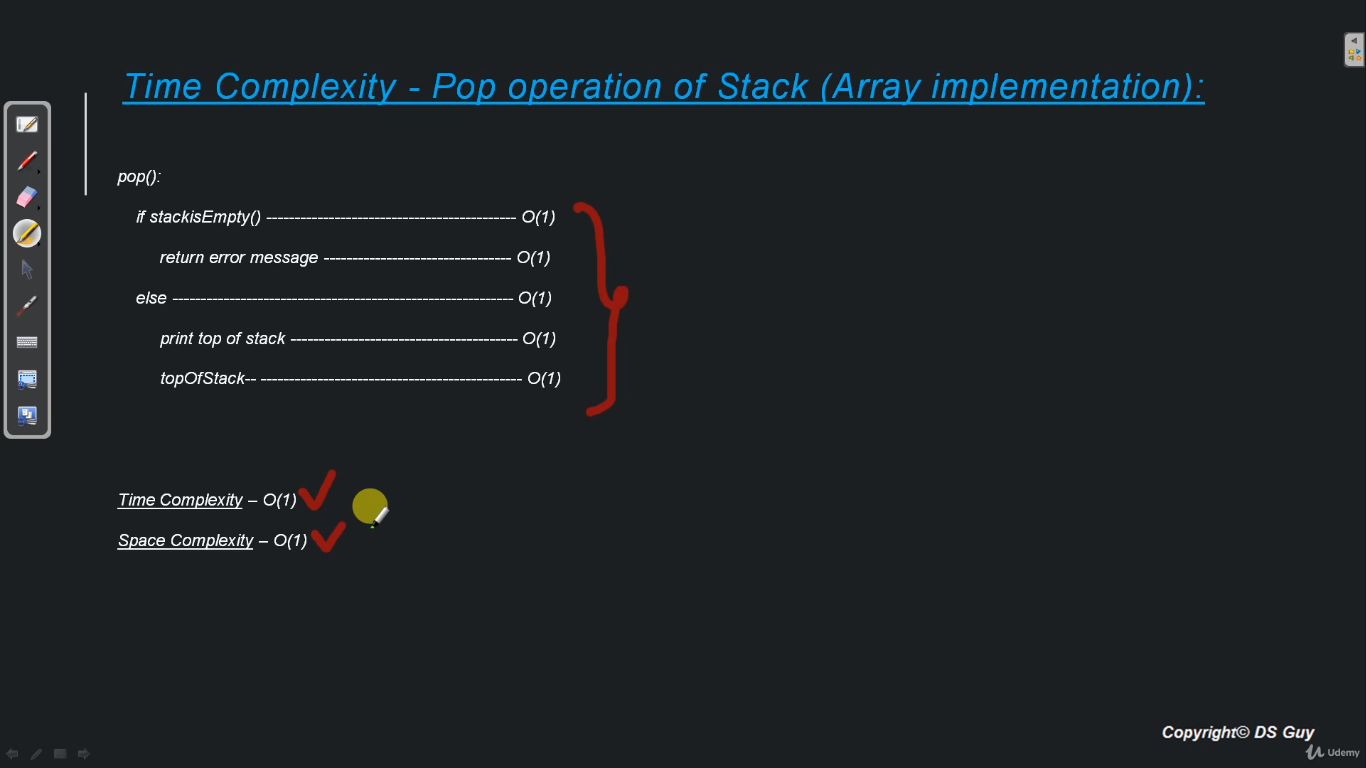 Time Complexity - Pop operation of Stack (Array implementation):
pop():
if stackisEmpty() -------------------------------------------- O(1)
return error message --------------------------------- O(1)
else ------------------------------------------------------------ O(1)
print top of stack ---------------------------------------- O(1)
topOfStack-- ---------------------------------------------- O(1)
Time Complexity – O(1)
Space Complexity – O(1)
Copyright© DS Guy
Udemy